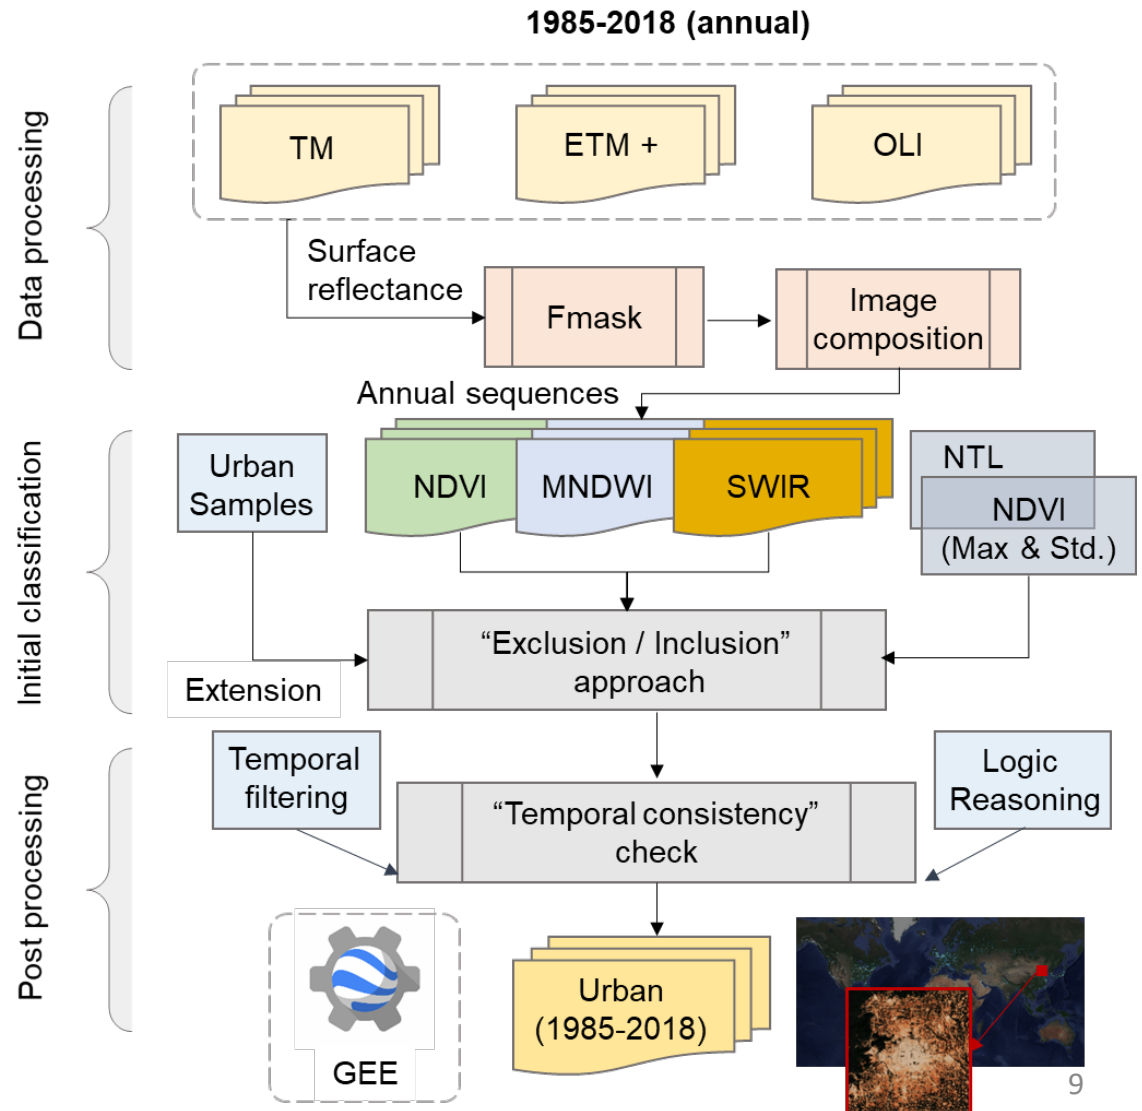 1985-2018 (annual)
Data processing
TM
ETM +
OLI
Surface
reflectance
Fmask
Image
composition
Annual sequences
Initial classification
Urban
Samples
NDVI
MNDWI
SWIR
NTL
NDVI
(Max & Std.)
“Exclusion / Inclusion”
approach
Extension
Post processing
Temporal
filtering
“Temporal consistency”
check
Logic
Reasoning
GEE
Urban
(1985-2018)
9